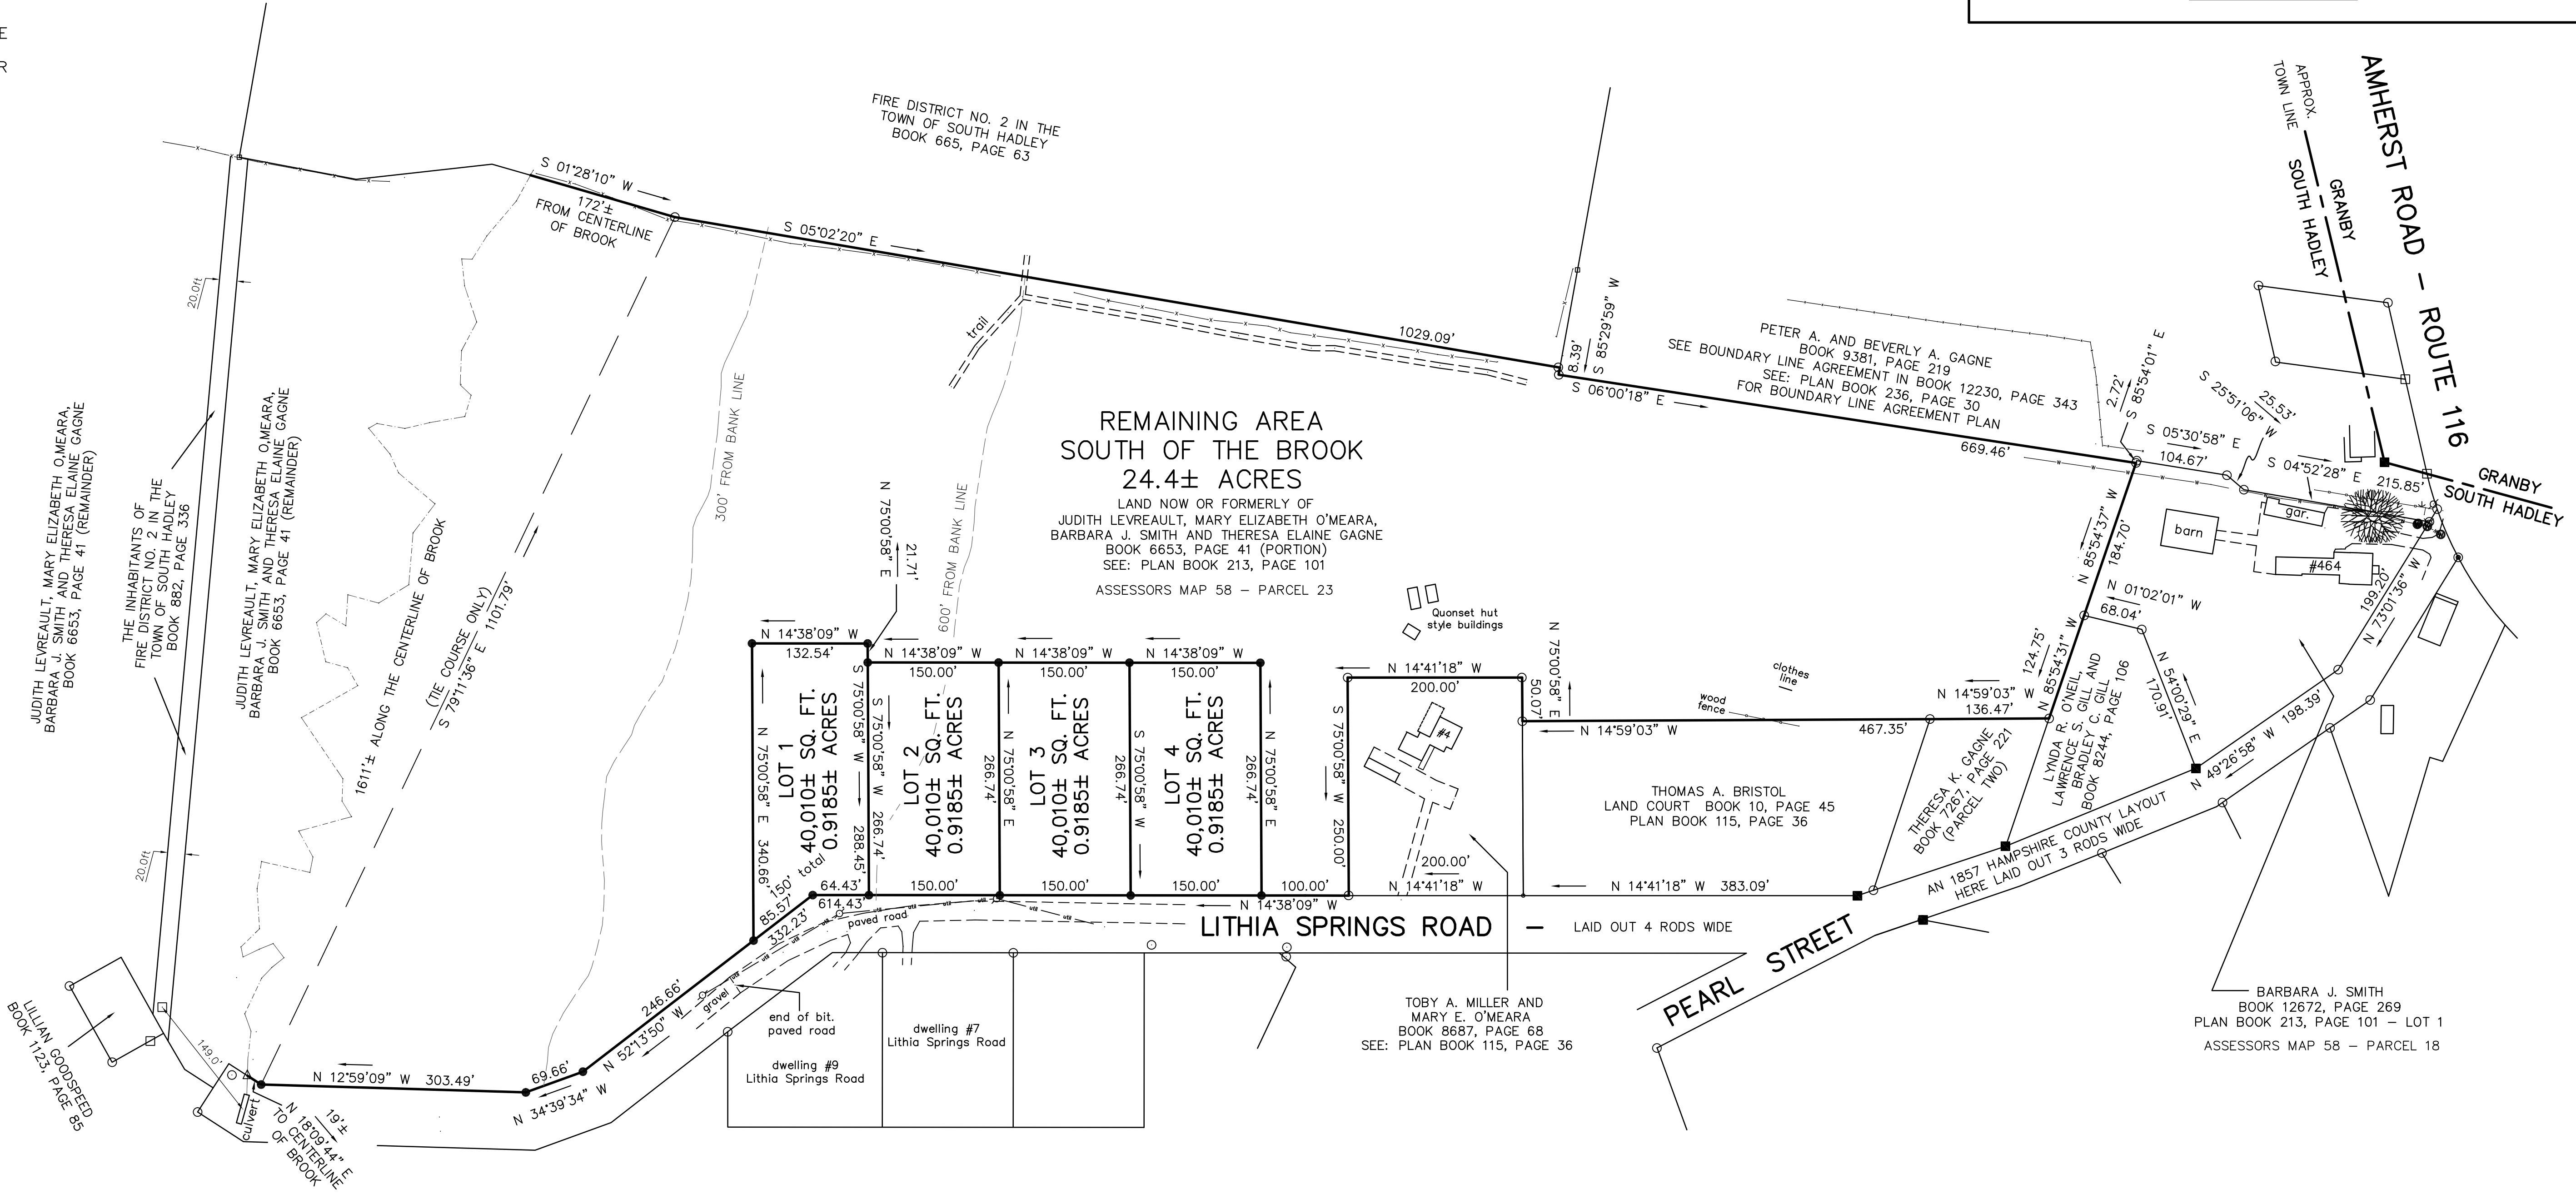 E
R
FIRE DISTRICT NO. 2 IN THE
TOWN OF SOUTH HADLEY
BOOK 665, PAGE 63
S 01°28'10" W
172'±
FROM CENTERLINE
OF BROOK
S 05°02'20" E
1029.09'
trail
8.39'
S 85°29'59" W
S 06°00'18" E
669.46'
PETER A. AND BEVERLY A. GAGNE
BOOK 9381, PAGE 219
SEE BOUNDARY LINE AGREEMENT IN BOOK 12230, PAGE 343
SEE: PLAN BOOK 236, PAGE 30
FOR BOUNDARY LINE AGREEMENT PLAN
2.72'
S 85°54'01" E
S 25°51'06" W
25.53'
S 05°30'58" E
104.67'
S 04°52'28" E
215.85'
APPROX.
TOWN LINE
SOUTH HADLEY
GRANBY
AMHERST ROAD - ROUTE 116
GRANBY
SOUTH HADLEY
gar.
barn
#464
N 85°54'37" W
184.70'
N 01°02'01" W
68.04'
124.75'
N 85°54'31" W
N 54°00'29" E
170.91'
199.20'
N 73°01'36" W
198.39'
N 49°26'58" W
20.0ft
20.0ft
JUDITH LEVREAULT, MARY ELIZABETH O'MEARA,
BARBARA J. SMITH AND THERESA ELAINE GAGNE
BOOK 6653, PAGE 41 (REMAINDER)
THE INHABITANTS OF
FIRE DISTRICT NO. 2 IN THE
TOWN OF SOUTH HADLEY
BOOK 882, PAGE 336
JUDITH LEVREAULT, MARY ELIZABETH O,MEARA,
BARBARA J. SMITH AND THERESA ELAINE GAGNE
BOOK 6653, PAGE 41 (REMAINDER)
1611'± ALONG THE CENTERLINE OF BROOK
(TIE COURSE ONLY)
S 79°11'36" E 1101.79'
300' FROM BANK LINE
600' FROM BANK LINE
REMAINING AREA
SOUTH OF THE BROOK
24.4± ACRES
LAND NOW OR FORMERLY OF
JUDITH LEVREAULT, MARY ELIZABETH O'MEARA,
BARBARA J. SMITH AND THERESA ELAINE GAGNE
BOOK 6653, PAGE 41 (PORTION)
SEE: PLAN BOOK 213, PAGE 101
ASSESSORS MAP 58 - PARCEL 23
N 75°00'58" E
21.71'
N 14°38'09" W
132.54'
N 14°38'09" W
150.00'
N 14°38'09" W
150.00'
N 14°38'09" W
150.00'
N 75°00'58" E 340.66'
LOT 1
40,010± SQ. FT.
0.9185± ACRES
S 75°00'58" W 288.45'
S 75°00'58" W 266.74'
LOT 2
40,010± SQ. FT.
0.9185± ACRES
N 75°00'58" E
266.74'
LOT 3
40,010± SQ. FT.
0.9185± ACRES
266.74'
S 75°00'58" W
LOT 4
40,010± SQ. FT.
0.9185± ACRES
266.74'
N 75°00'58" E
Quonset hut
style buildings
N 14°41'18" W
200.00'
S 75°00'58" W 250.00'
#4
N 75°00'58" E
50.07'
wood
fence
clothes
line
N 14°59'03" W
467.35'
N 14°59'03" W
136.47'
THOMAS A. BRISTOL
LAND COURT BOOK 10, PAGE 45
PLAN BOOK 115, PAGE 36
THERESA K. GAGNE
BOOK 7267, PAGE 221
(PARCEL TWO)
LYNDA R. O'NEIL,
LAWRENCE S. GILL AND
BRADLEY C. GILL
BOOK 8244, PAGE 106
AN 1857 HAMPSHIRE COUNTY LAYOUT
HERE LAID OUT 3 RODS WIDE
150' total
85.57'
64.43'
150.00'
150.00'
150.00'
100.00'
200.00'
N 14°41'18" W
N 14°41'18" W 383.09'
614.43'
N 14°38'09" W
332.23'
paved road
LITHIA SPRINGS ROAD - LAID OUT 4 RODS WIDE
PEARL STREET
246.66'
N 52°13'50" W
gravel
end of bit.
paved road
dwelling #9
Lithia Springs Road
dwelling #7
Lithia Springs Road
TOBY A. MILLER AND
MARY E. O'MEARA
BOOK 8687, PAGE 68
SEE: PLAN BOOK 115, PAGE 36
BARBARA J. SMITH
BOOK 12672, PAGE 269
PLAN BOOK 213, PAGE 101 - LOT 1
ASSESSORS MAP 58 - PARCEL 18
LILLIAN GOODSPEED
BOOK 1123, PAGE 85
149.0'
culvert
N 12°59'09" W 303.49'
69.66'
N 34°39'34" W
19'±
N 18°09'44" E
TO CENTERLINE
OF BROOK